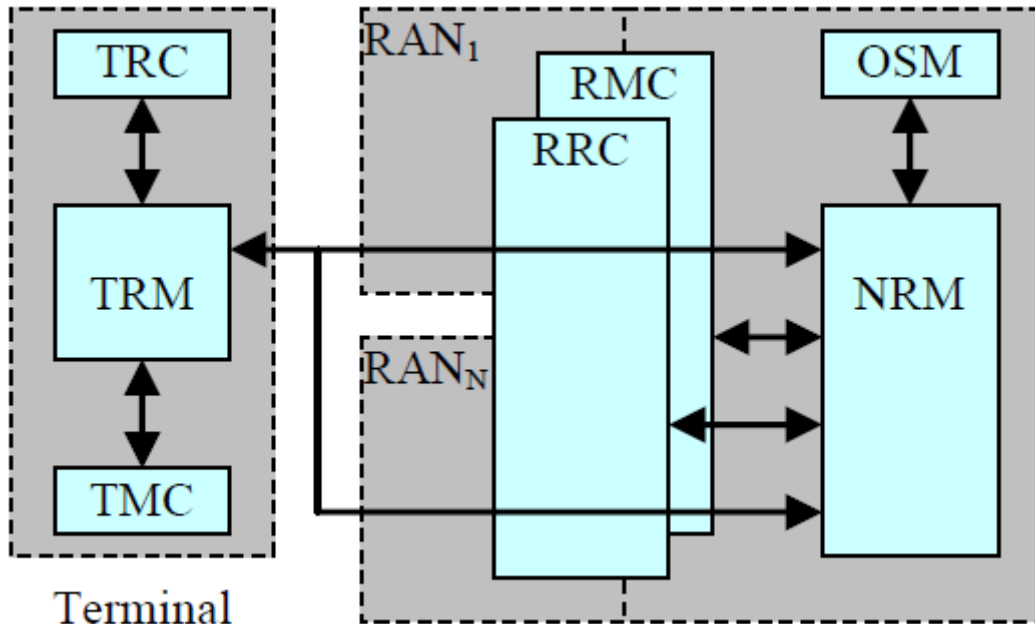 TRC
TRM
TMC
Terminal
RAN₁
RANN
RMC
RRC
OSM
NRM